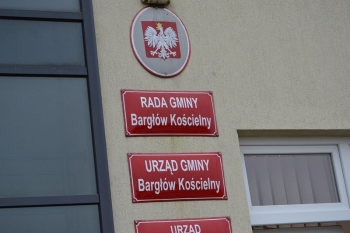 RADA GMINY
Bargłów Kościelny
URZĄD GMINY
Bargłów Kościelny
URZĄD